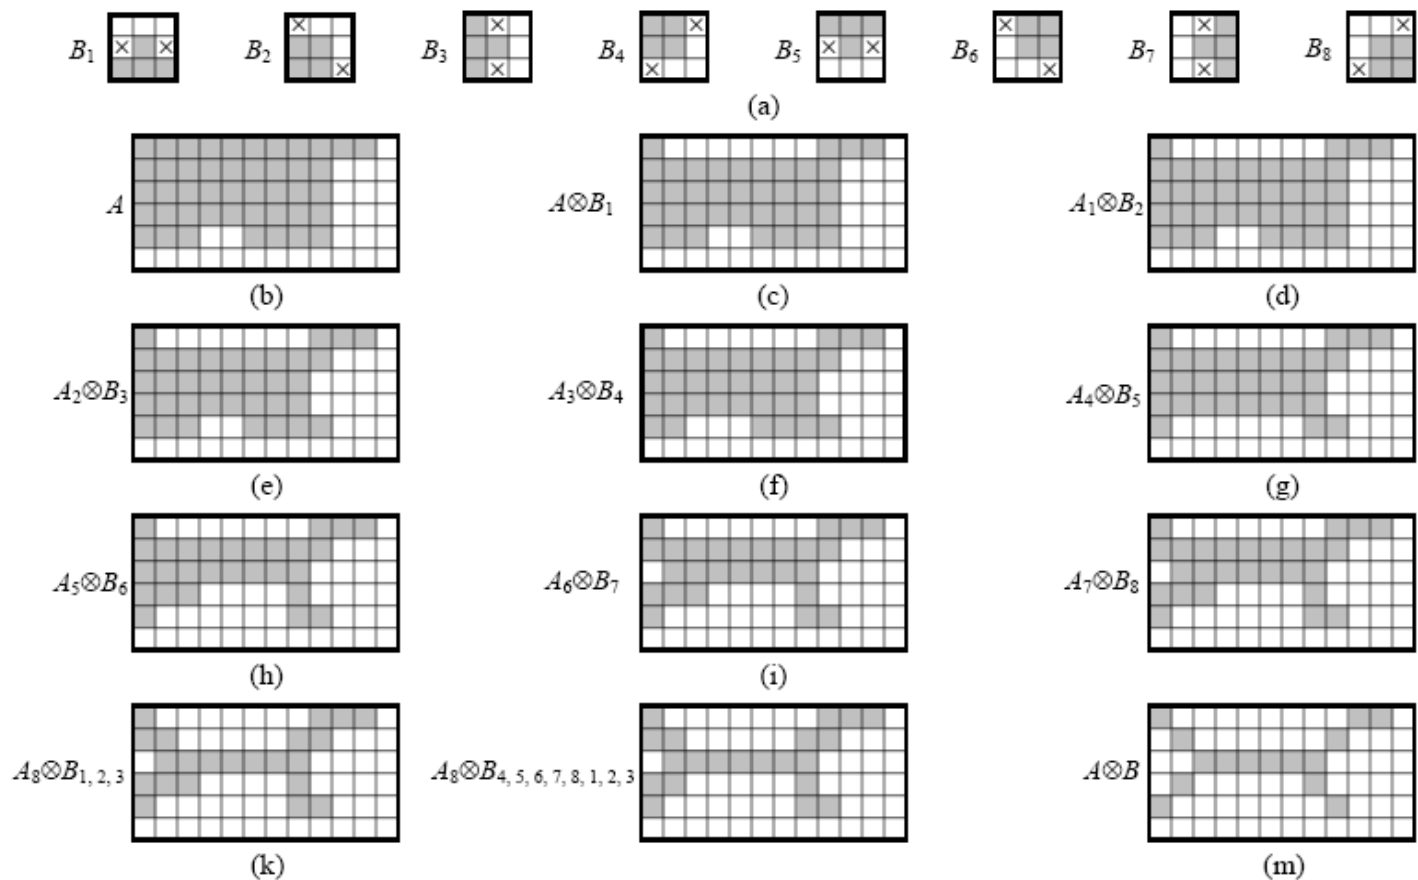 B1 B2 B3 B4 B5 B6 B7 B8
(a)
A A⊗B1 A1⊗B2
(b) (c) (d)
A2⊗B3 A3⊗B4 A4⊗B5
(e) (f) (g)
A5⊗B6 A6⊗B7 A7⊗B8
(h) (i)
A8⊗B1, 2, 3 A8⊗B4, 5, 6, 7, 8, 1, 2, 3 A⊗B
(k) (m)